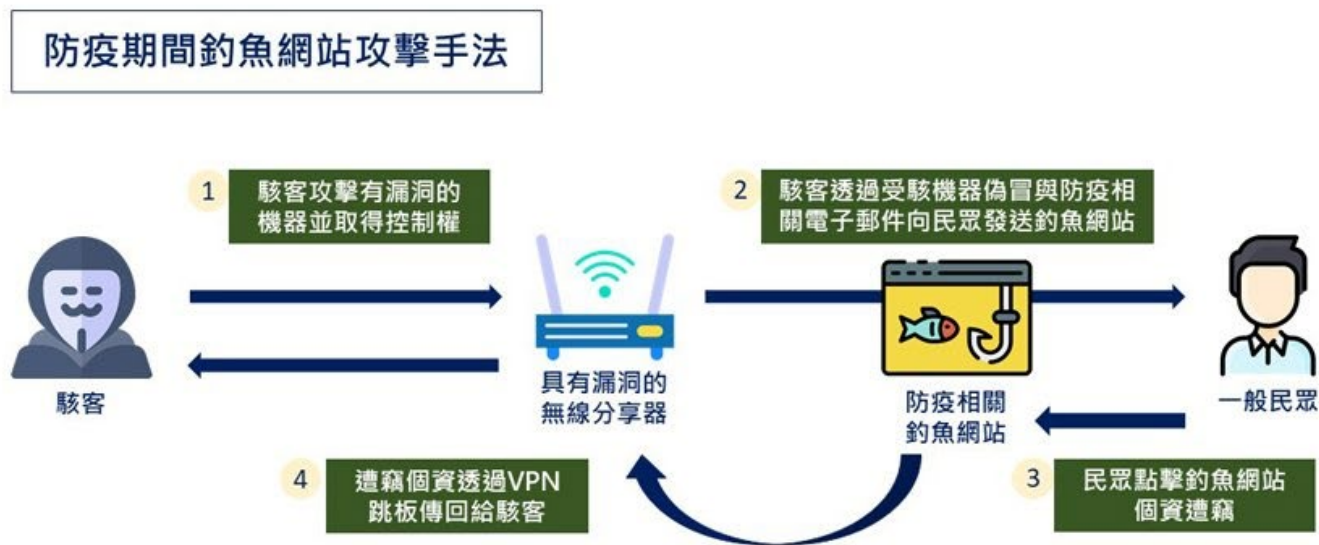 防疫期間釣魚網站攻擊手法
1
駭客攻擊有漏洞的
機器並取得控制權
2
駭客透過受駭機器偽冒與防疫相
關電子郵件向民眾發送釣魚網站
駭客
具有漏洞的
無線分享器
防疫相關
釣魚網站
一般民眾
4
遭竊個資透過VPN
跳板傳回給駭客
3
民眾點擊釣魚網站
個資遭竊